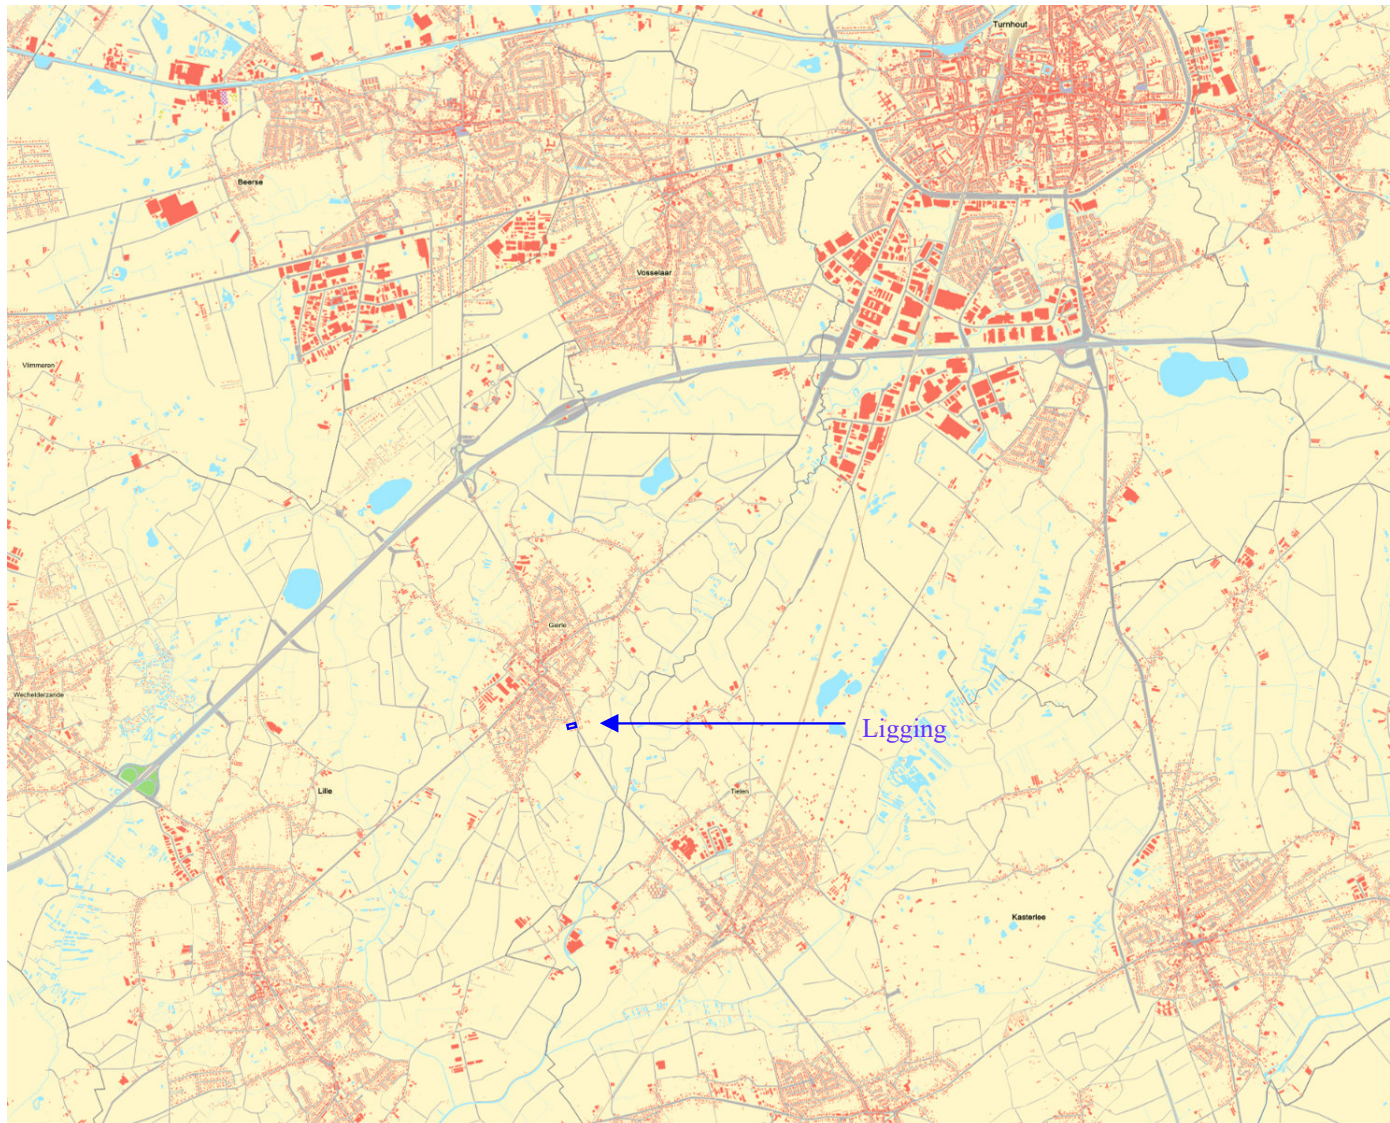 Turnhout
Beerse
Vosselaar
Vlimmeren
Gierle
Wechelderzande
Ligging
Lille
Tielen
Kasterlee